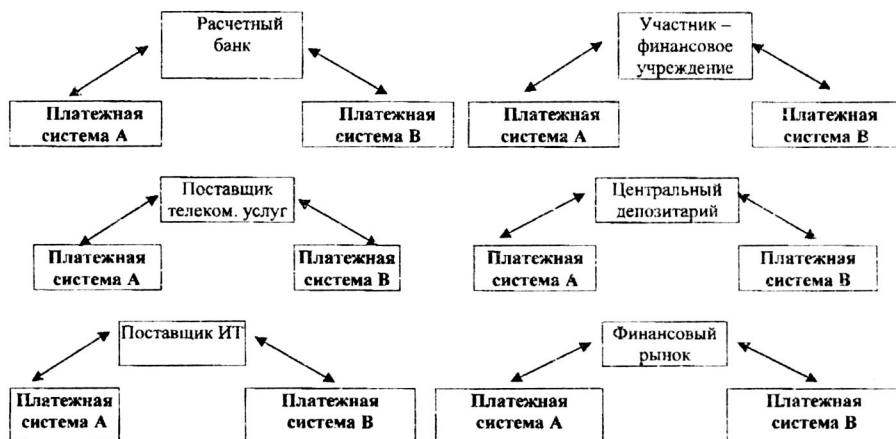 Расчетный
банк
Участник –
финансовое
учреждение
Платежная
система А
Платежная
система В
Платежная
система А
Платежная
система В
Поставщик
телеком. услуг
Центральный
депозитарий
Платежная
система А
Платежная
система В
Платежная
система А
Платежная
система В
Поставщик ИТ
Финансовый
рынок
Платежная
система А
Платежная
система В
Платежная
система А
Платежная
система В